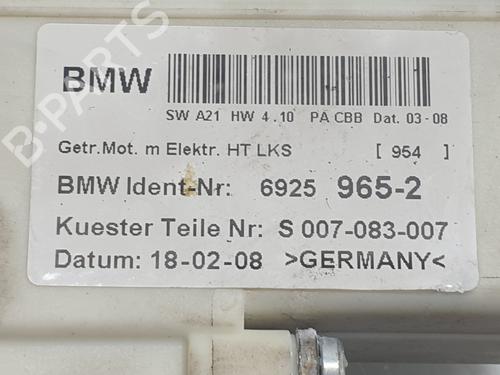 B-PARTS
BMW
SW A21 HW 4.10 PA CBB Dat. 03-08
Getr.Mot. m Elektr. HT LKS [ 954 ]
BMW Ident-Nr: 6925 965-2
Kuester Teile Nr: S 007-083-007
Datum: 18-02-08 >GERMANY<